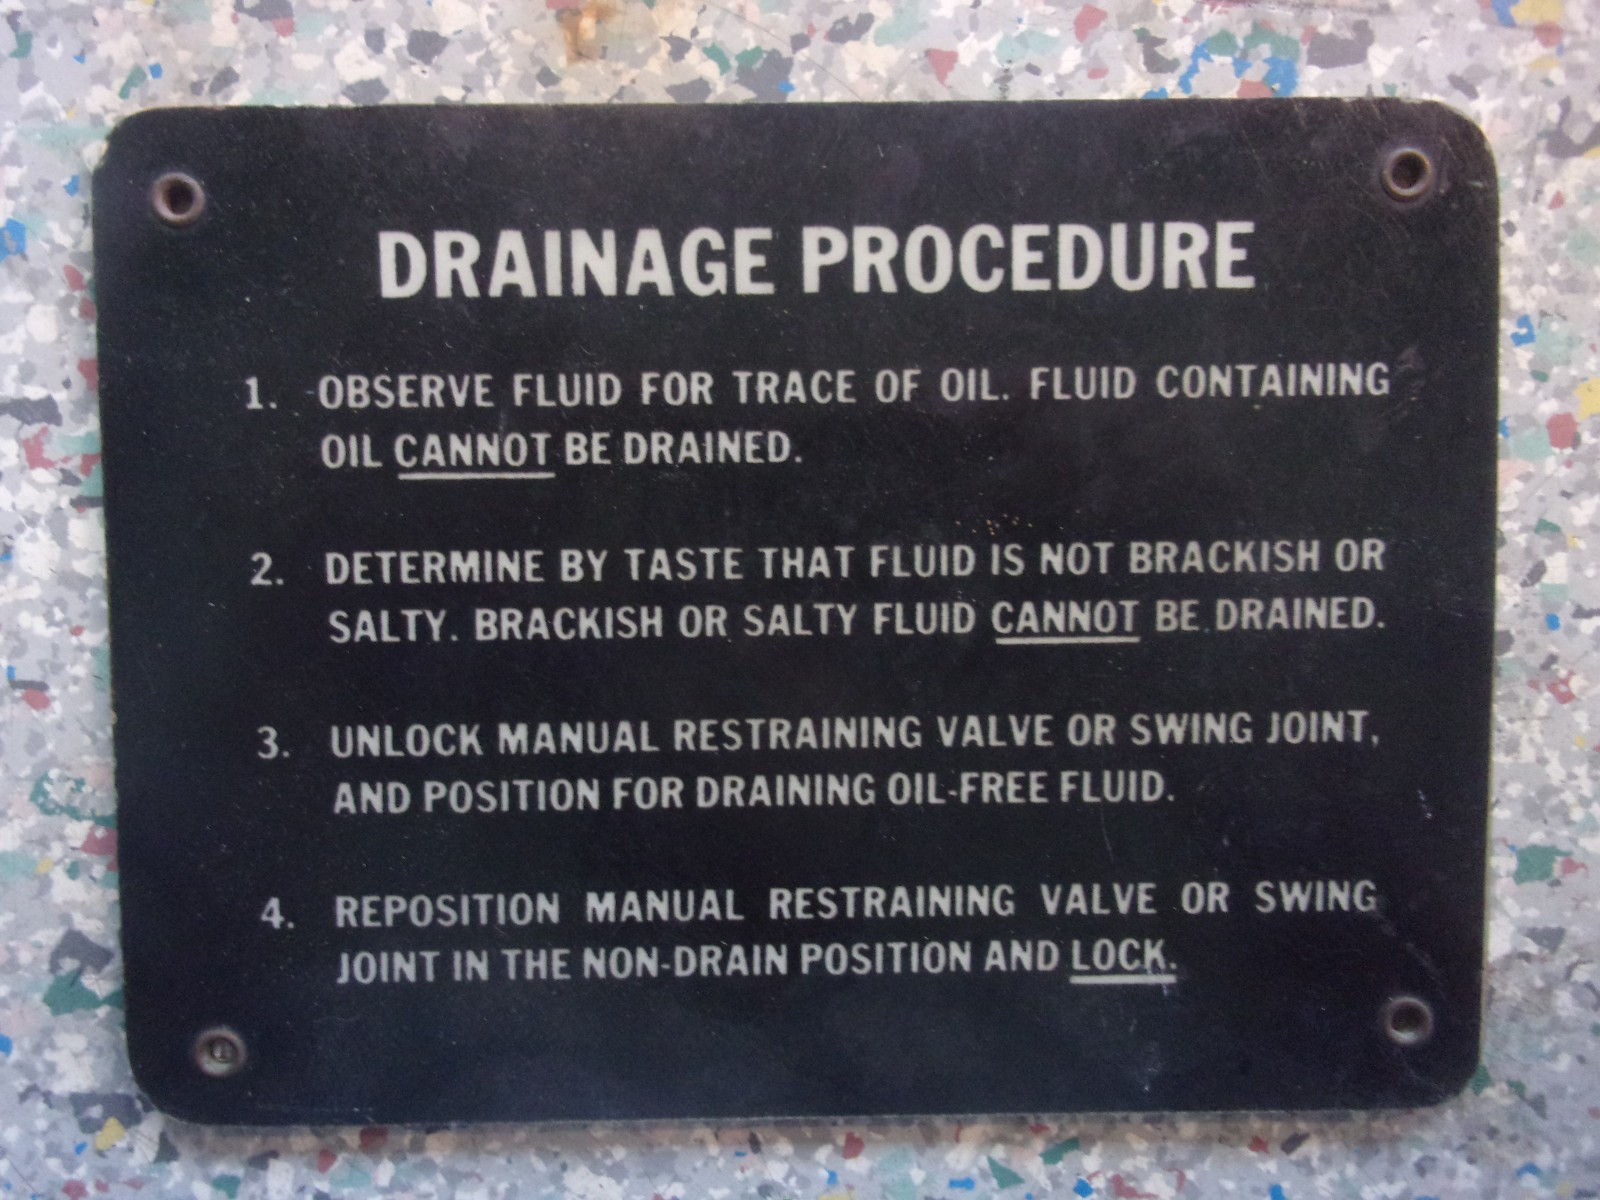 DRAINAGE PROCEDURE
1. OBSERVE FLUID FOR TRACE OF OIL. FLUID CONTAINING
OIL CANNOT BE DRAINED.
2. DETERMINE BY TASTE THAT FLUID IS NOT BRACKISH OR
SALTY. BRACKISH OR SALTY FLUID CANNOT BE DRAINED.
3. UNLOCK MANUAL RESTRAINING VALVE OR SWING JOINT,
AND POSITION FOR DRAINING OIL-FREE FLUID.
4. REPOSITION MANUAL RESTRAINING VALVE OR SWING
JOINT IN THE NON-DRAIN POSITION AND LOCK.